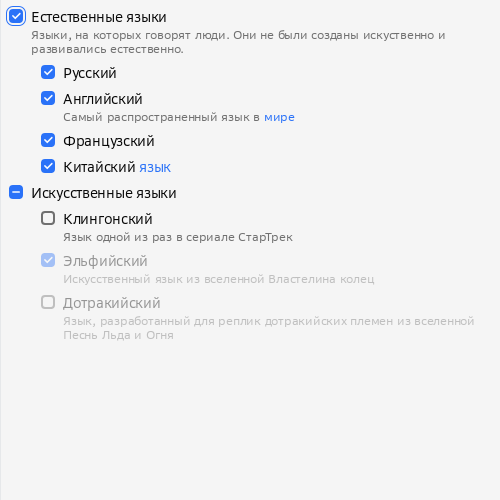 Естественные языки
Языки, на которых говорят люди. Они не были созданы искуственно и
развивались естественно.
Русский
Английский
Самый распространенный язык в мире
Французский
Китайский язык
Искусственные языки
Клингонский
Язык одной из раз в сериале СтарТрек
Эльфийский
Искусственный язык из вселенной Властелина колец
Дотракийский
Язык, разработанный для реплик дотракийских племен из вселенной
Песнь Льда и Огня